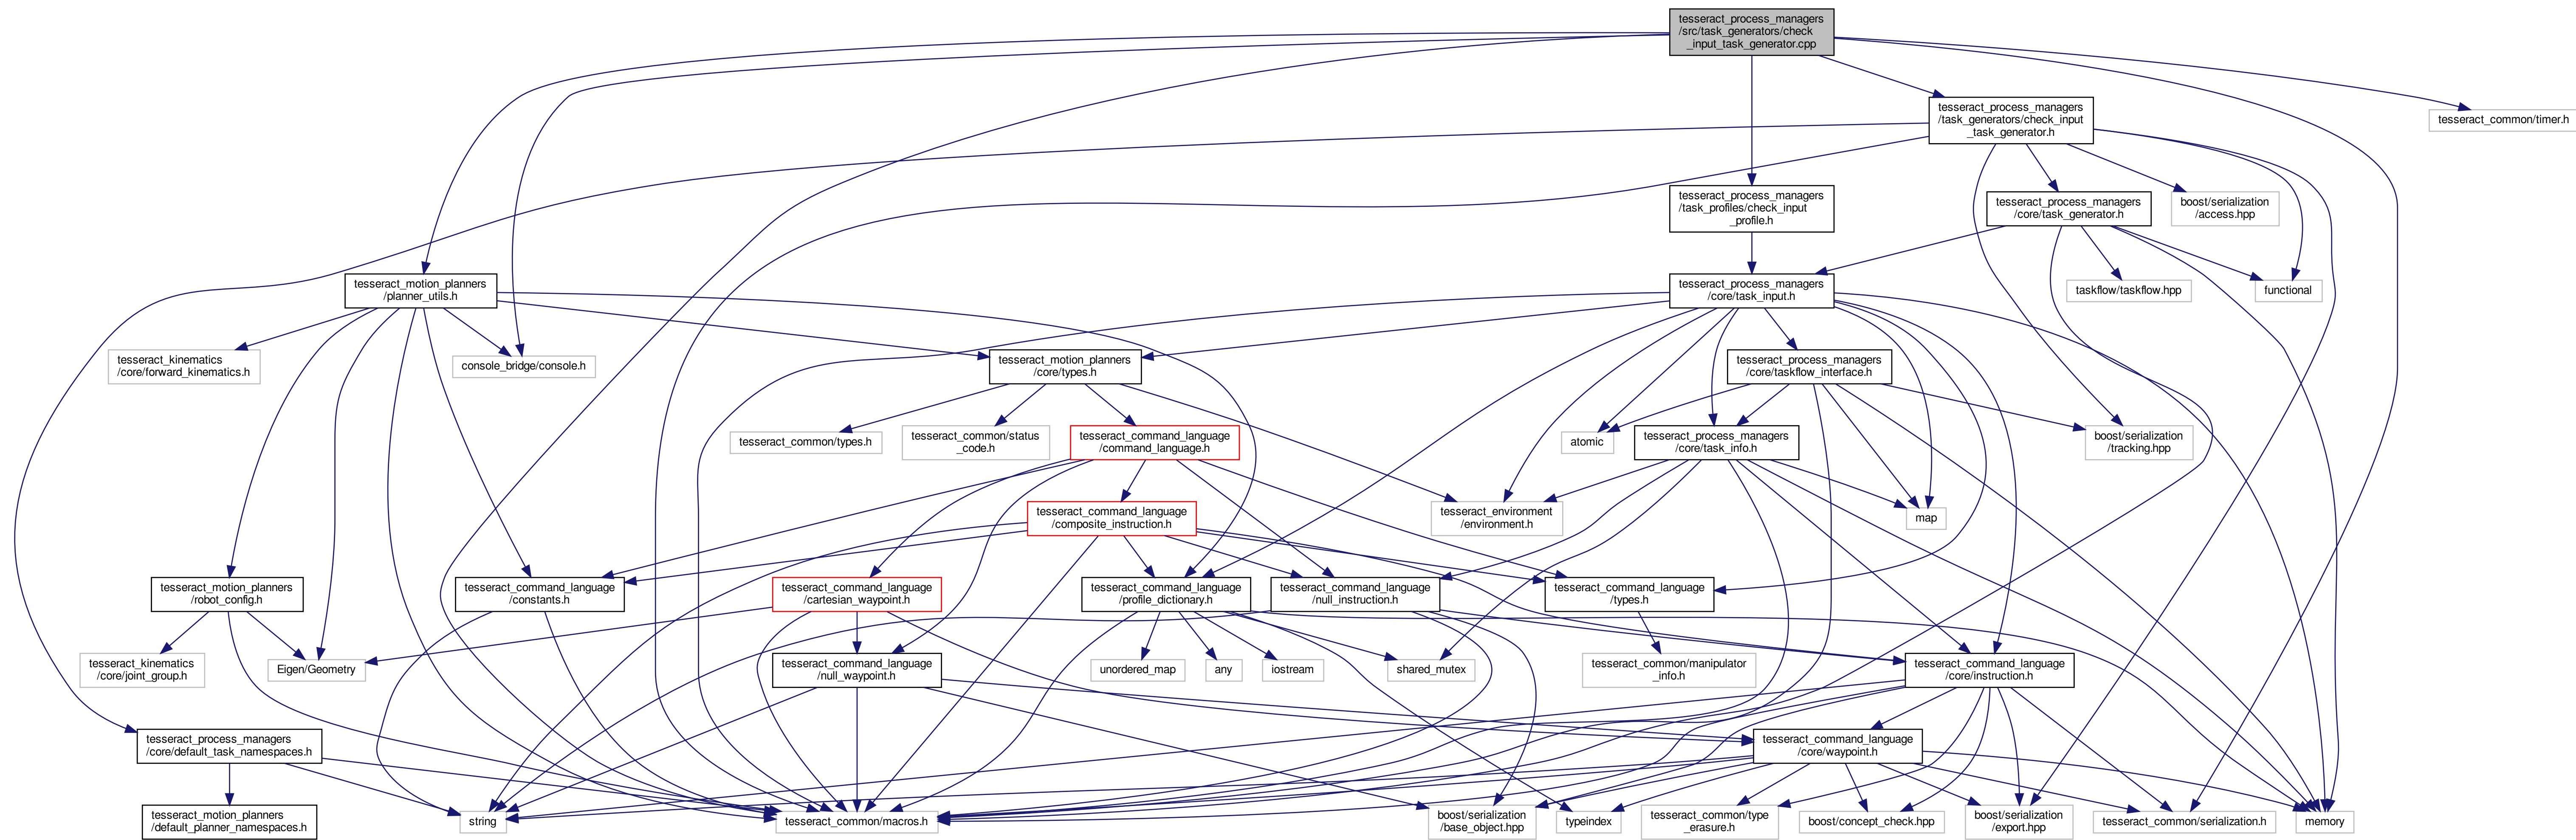 tesseract_process_managers
/src/task_generators/check
_input_task_generator.cpp
tesseract_process_managers
/task_generators/check_input
_task_generator.h
tesseract_common/timer.h
tesseract_process_managers
/task_profiles/check_input
_profile.h
tesseract_process_managers
/core/task_generator.h
boost/serialization
/access.hpp
tesseract_motion_planners
/planner_utils.h
tesseract_process_managers
/core/task_input.h
taskflow/taskflow.hpp
functional
tesseract_kinematics
/core/forward_kinematics.h
console_bridge/console.h
tesseract_motion_planners
/core/types.h
tesseract_process_managers
/core/taskflow_interface.h
tesseract_common/types.h
tesseract_common/status
_code.h
tesseract_command_language
/command_language.h
atomic
tesseract_process_managers
/core/task_info.h
boost/serialization
/tracking.hpp
tesseract_command_language
/composite_instruction.h
tesseract_environment
/environment.h
map
tesseract_motion_planners
/robot_config.h
tesseract_command_language
/constants.h
tesseract_command_language
/cartesian_waypoint.h
tesseract_command_language
/profile_dictionary.h
tesseract_command_language
/null_instruction.h
tesseract_command_language
/types.h
tesseract_kinematics
/core/joint_group.h
Eigen/Geometry
tesseract_command_language
/null_waypoint.h
unordered_map
any
iostream
shared_mutex
tesseract_common/manipulator
_info.h
tesseract_command_language
/core/instruction.h
tesseract_process_managers
/core/default_task_namespaces.h
tesseract_command_language
/core/waypoint.h
tesseract_motion_planners
/default_planner_namespaces.h
string
tesseract_common/macros.h
boost/serialization
/base_object.hpp
typeindex
tesseract_common/type
_erasure.h
boost/concept_check.hpp
boost/serialization
/export.hpp
tesseract_common/serialization.h
memory